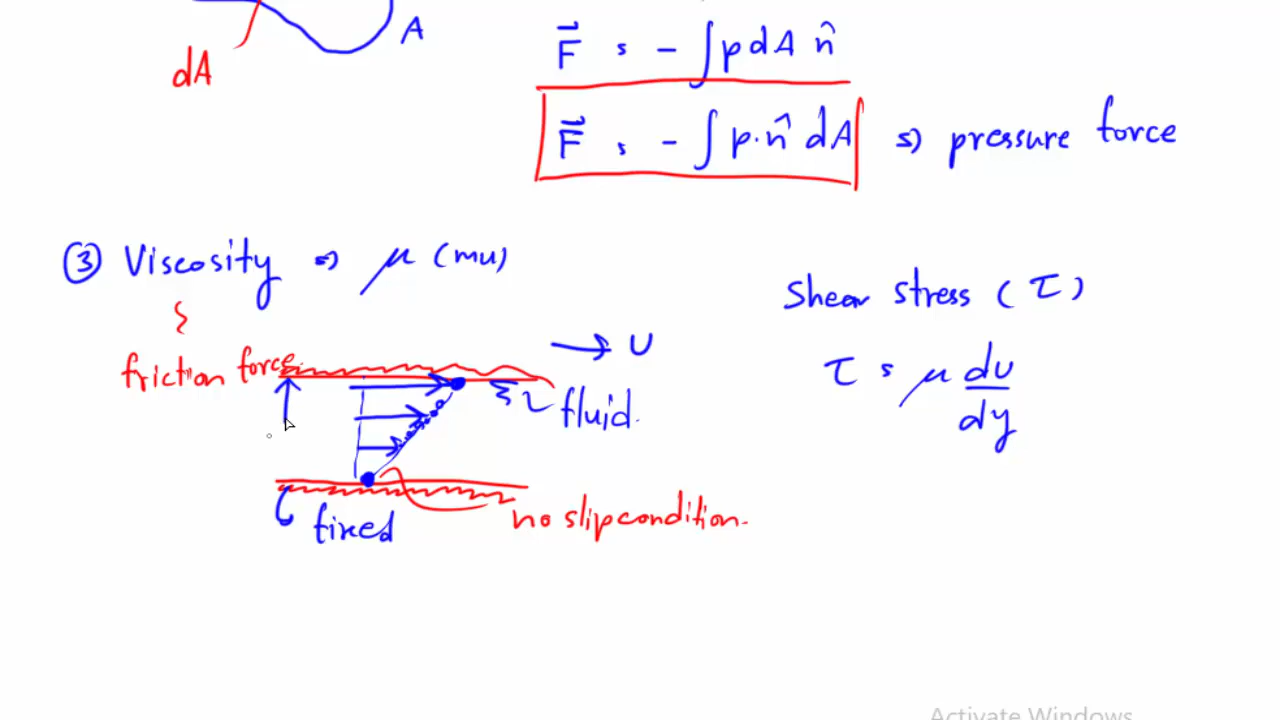 A
dA
F⃗ = - ∫ p dA n̂
F⃗ = - ∫ p · n̂ dA ⇒ pressure force
③ Viscosity ⇒ μ (mu)
Shear stress (τ)
friction force
→ U
fluid.
τ = μ du/dy
fixed
no slip condition.
Activate Windows